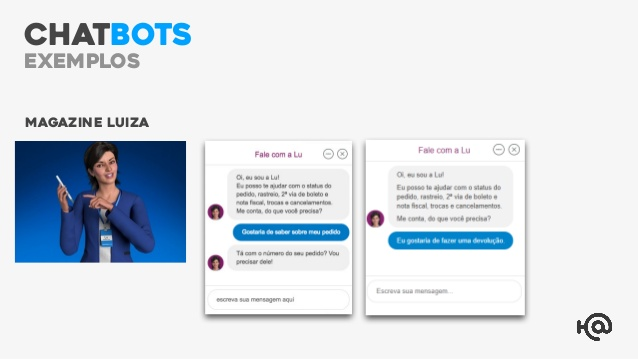 CHATBOTS
EXEMPLOS
MAGAZINE LUIZA
Fale com a Lu
Oi, eu sou a Lu!
Eu posso te ajudar com o status do
pedido, rastreio, 2ª via de boleto e
nota fiscal, trocas e cancelamentos.
Me conta, do que você precisa?
Gostaria de saber sobre meu pedido
Tá com o número do seu pedido? Vou
precisar dele!
escreva sua mensagem aqui
Fale com a Lu
Oi, eu sou a Lu!
Eu posso te ajudar com o status do
pedido, rastreio, 2ª via de boleto e
nota fiscal, trocas e cancelamentos.
Me conta, do que você precisa?
Eu gostaria de fazer uma devolução.
Escreva sua mensagem...